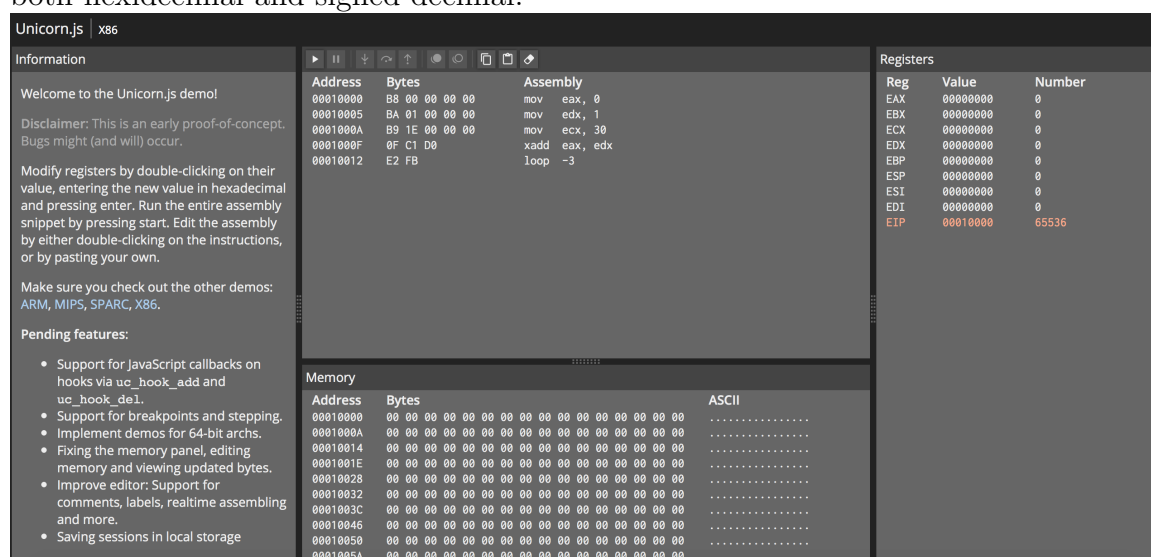 both hexidecimal and signed decimal.
Unicorn.js | X86
Information
Welcome to the Unicorn.js demo!
Disclaimer: This is an early proof-of-concept.
Bugs might (and will) occur.
Modify registers by double-clicking on their
value, entering the new value in hexadecimal
and pressing enter. Run the entire assembly
snippet by pressing start. Edit the assembly
by either double-clicking on the instructions,
or by pasting your own.
Make sure you check out the other demos:
ARM, MIPS, SPARC, X86.
Pending features:
• Support for JavaScript callbacks on
hooks via uc_hook_add and
uc_hook_del.
• Support for breakpoints and stepping.
• Implement demos for 64-bit archs.
• Fixing the memory panel, editing
memory and viewing updated bytes.
• Improve editor: Support for
comments, labels, realtime assembling
and more.
• Saving sessions in local storage
Address Bytes Assembly
00010000 B8 00 00 00 00 mov eax, 0
00010005 BA 01 00 00 00 mov edx, 1
0001000A B9 1E 00 00 00 mov ecx, 30
0001000F 0F C1 D0 xadd eax, edx
00010012 E2 FB loop -3
Memory
Address Bytes ASCII
00010000 00 00 00 00 00 00 00 00 00 00 00 00 00 00 00 00 ................
0001000A 00 00 00 00 00 00 00 00 00 00 00 00 00 00 00 00 ................
00010014 00 00 00 00 00 00 00 00 00 00 00 00 00 00 00 00 ................
0001001E 00 00 00 00 00 00 00 00 00 00 00 00 00 00 00 00 ................
00010028 00 00 00 00 00 00 00 00 00 00 00 00 00 00 00 00 ................
00010032 00 00 00 00 00 00 00 00 00 00 00 00 00 00 00 00 ................
0001003C 00 00 00 00 00 00 00 00 00 00 00 00 00 00 00 00 ................
00010046 00 00 00 00 00 00 00 00 00 00 00 00 00 00 00 00 ................
00010050 00 00 00 00 00 00 00 00 00 00 00 00 00 00 00 00 ................
0001005A 00 00 00 00 00 00 00 00 00 00 00 00 00 00 00 00 ................
Registers
Reg Value Number
EAX 00000000 0
EBX 00000000 0
ECX 00000000 0
EDX 00000000 0
EBP 00000000 0
ESP 00000000 0
ESI 00000000 0
EDI 00000000 0
EIP 00010000 65536